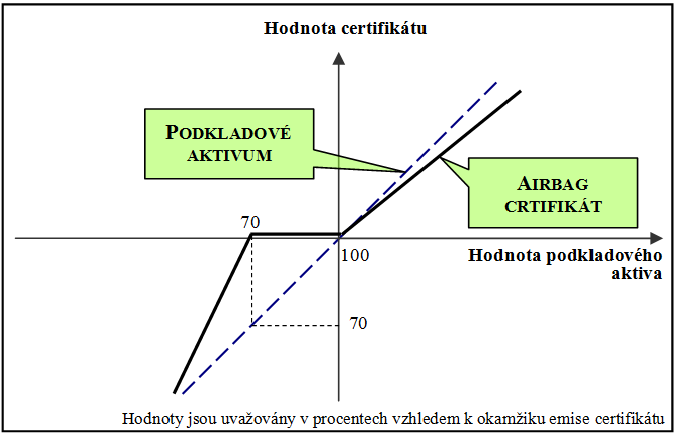 Hodnota certifikátu
PODKLADOVÉ
AKTIVUM
AIRBAG
CRTIFIKÁT
70
100
Hodnota podkladového
aktiva
70
Hodnoty jsou uvažovány v procentech vzhledem k okamžiku emise certifikátu